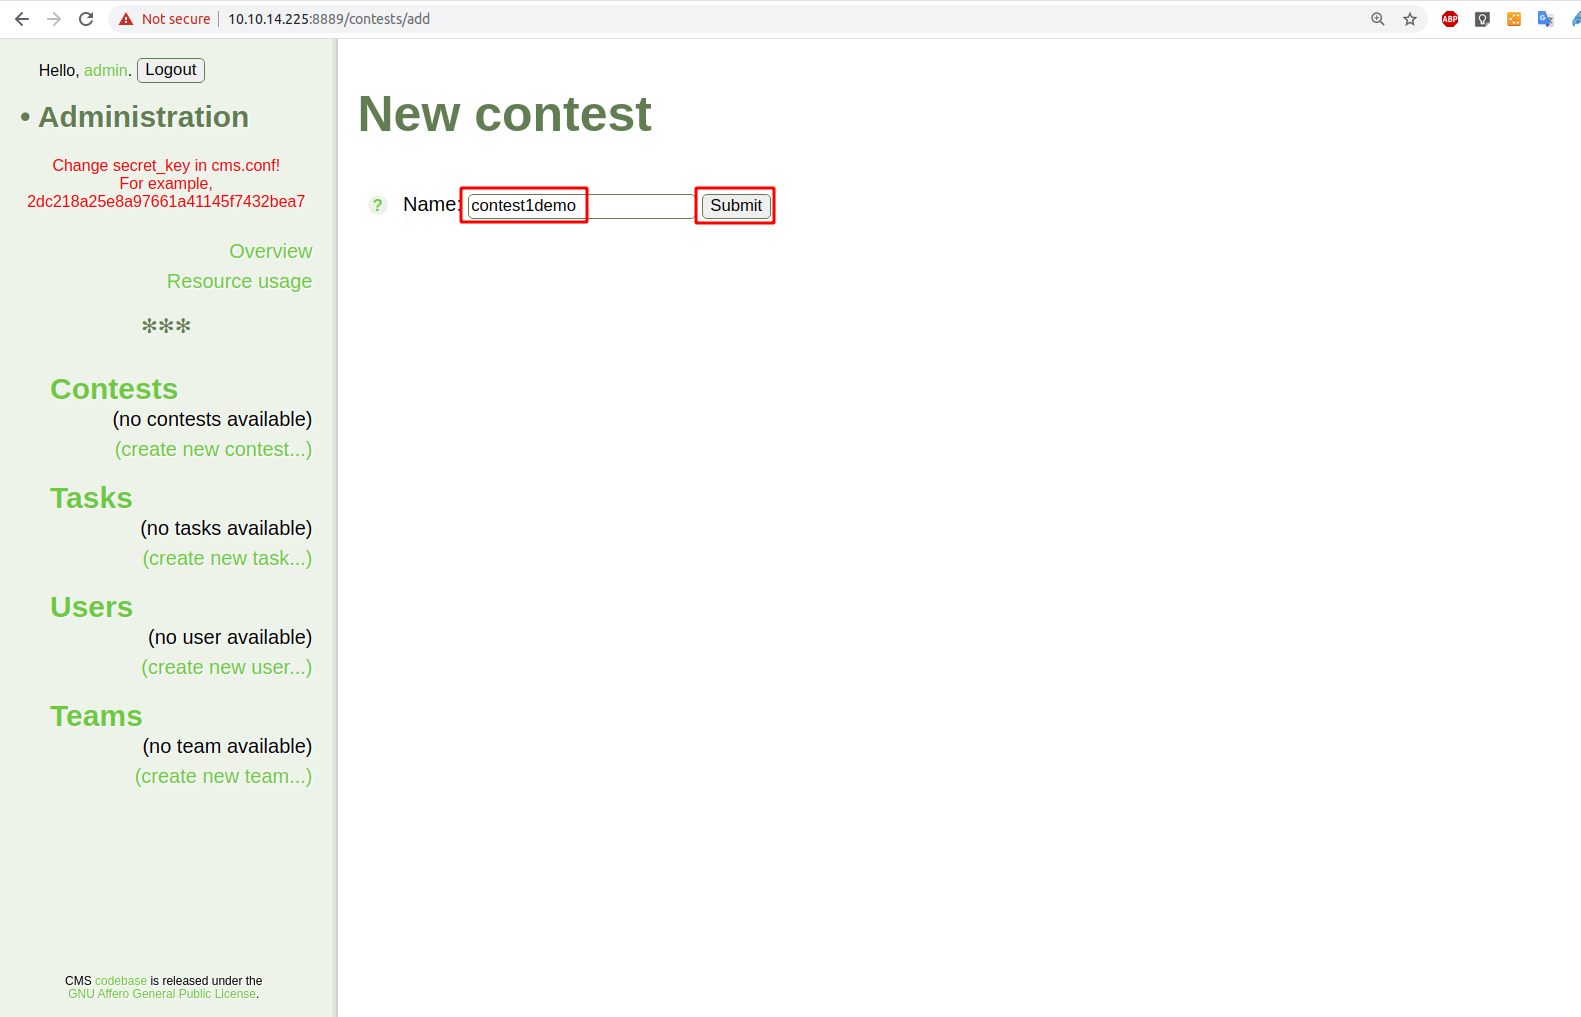 Not secure | 10.10.14.225:8889/contests/add
ABP
Hello, admin. Logout
• Administration
Change secret_key in cms.conf!
For example,
2dc218a25e8a97661a41145f7432bea7
Overview
Resource usage
✻✻✻
Contests
(no contests available)
(create new contest...)
Tasks
(no tasks available)
(create new task...)
Users
(no user available)
(create new user...)
Teams
(no team available)
(create new team...)
CMS codebase is released under the
GNU Affero General Public License.
New contest
? Name: contest1demo Submit